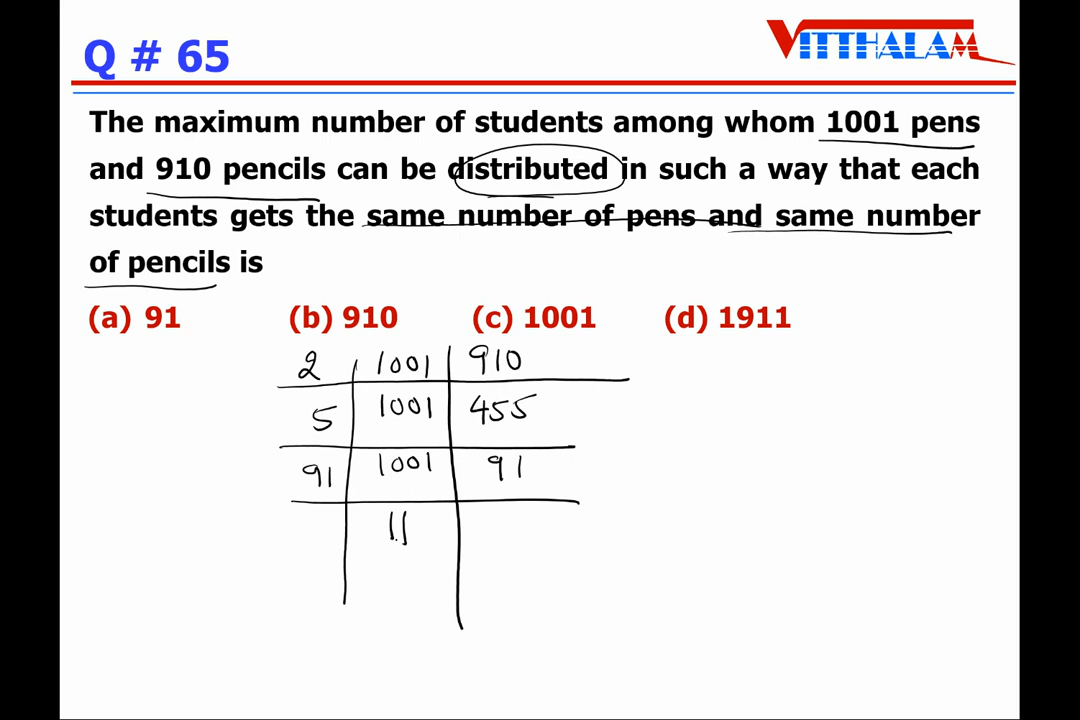 Q # 65
VITTHALAM
The maximum number of students among whom 1001 pens
and 910 pencils can be distributed in such a way that each
students gets the same number of pens and same number
of pencils is
(a) 91 (b) 910 (c) 1001 (d) 1911
2 1001 910
5 1001 455
91 1001 91
11